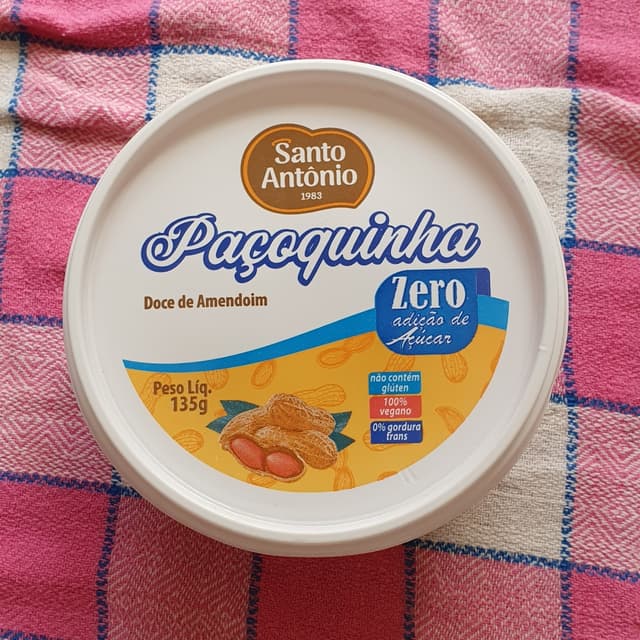 Santo
Antônio
1983
Paçoquinha
Doce de Amendoim
Zero
adição de
Açúcar
Peso Líq.
135g
não contém
glúten
100%
vegano
0% gordura
trans